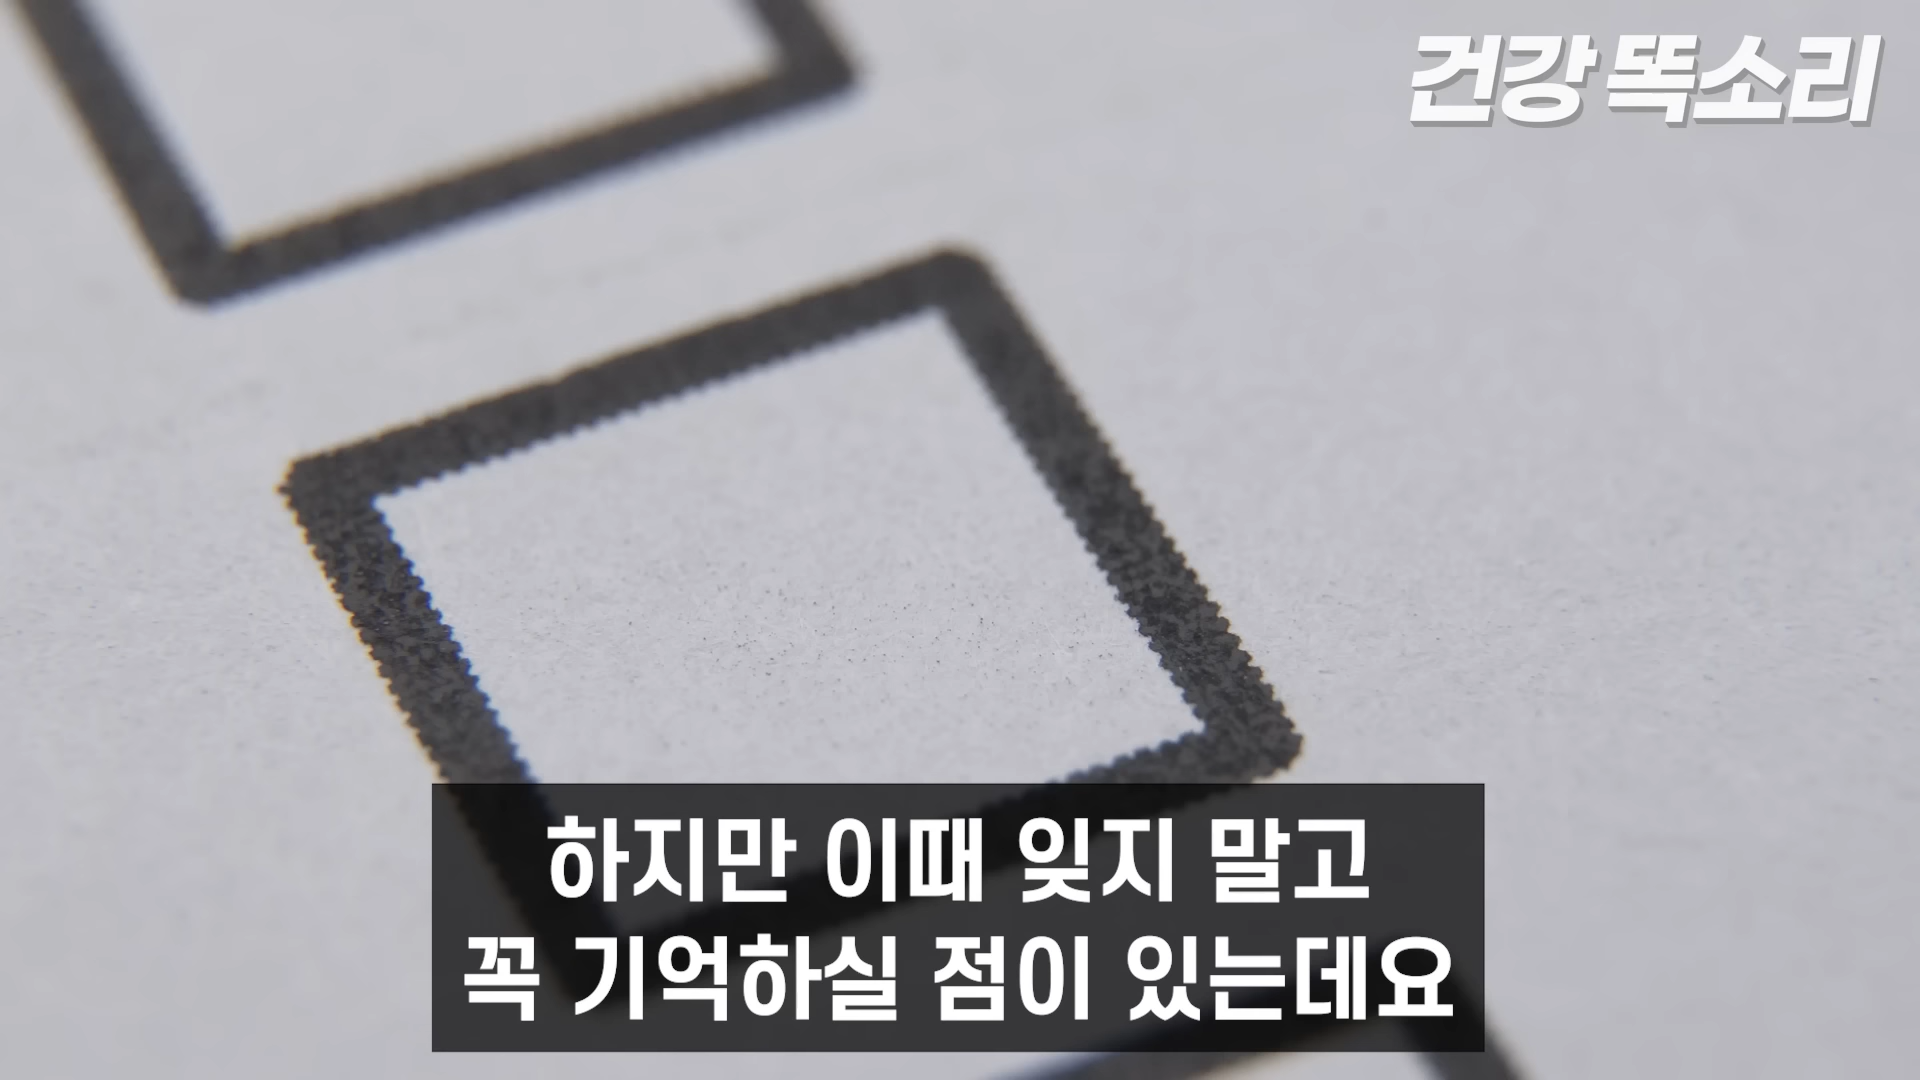 건강 똑소리
하지만 이때 잊지 말고
꼭 기억하실 점이 있는데요